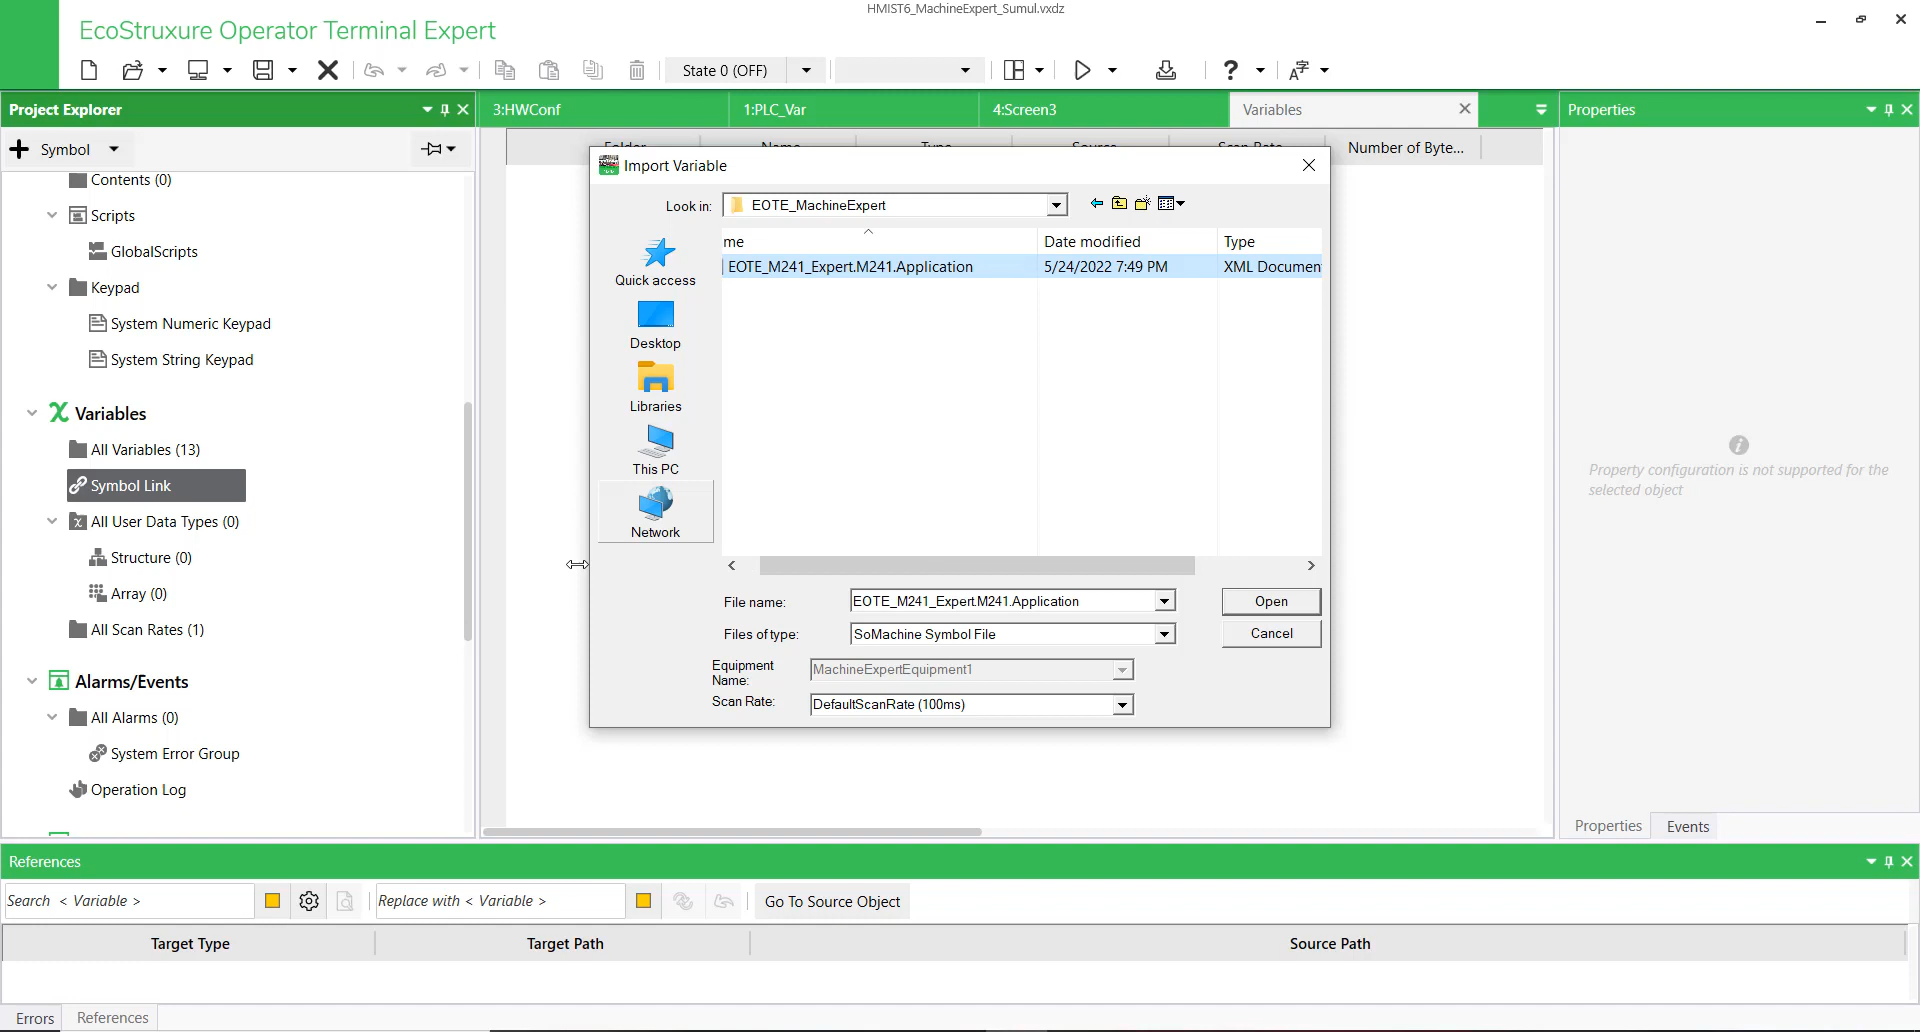 HMIST6_MachineExpert_Sumul.vxdz
EcoStruxure Operator Terminal Expert
State 0 (OFF)
Project Explorer
3:HWConf
1:PLC_Var
4:Screen3
Variables
Properties
Symbol
Folder Name Type Source Scan Rate Number of Byte...
Contents (0)
Scripts
GlobalScripts
Keypad
System Numeric Keypad
System String Keypad
Variables
All Variables (13)
Symbol Link
All User Data Types (0)
Structure (0)
Array (0)
All Scan Rates (1)
Alarms/Events
All Alarms (0)
System Error Group
Operation Log
Import Variable
Look in: EOTE_MachineExpert
me Date modified Type
EOTE_M241_Expert.M241.Application 5/24/2022 7:49 PM XML Documen
Quick access
Desktop
Libraries
This PC
Network
File name: EOTE_M241_Expert.M241.Application Open
Files of type: SoMachine Symbol File Cancel
Equipment
Name: MachineExpertEquipment1
Scan Rate: DefaultScanRate (100ms)
Property configuration is not supported for the
selected object
Properties Events
References
Search < Variable > Replace with < Variable > Go To Source Object
Target Type Target Path Source Path
Errors References